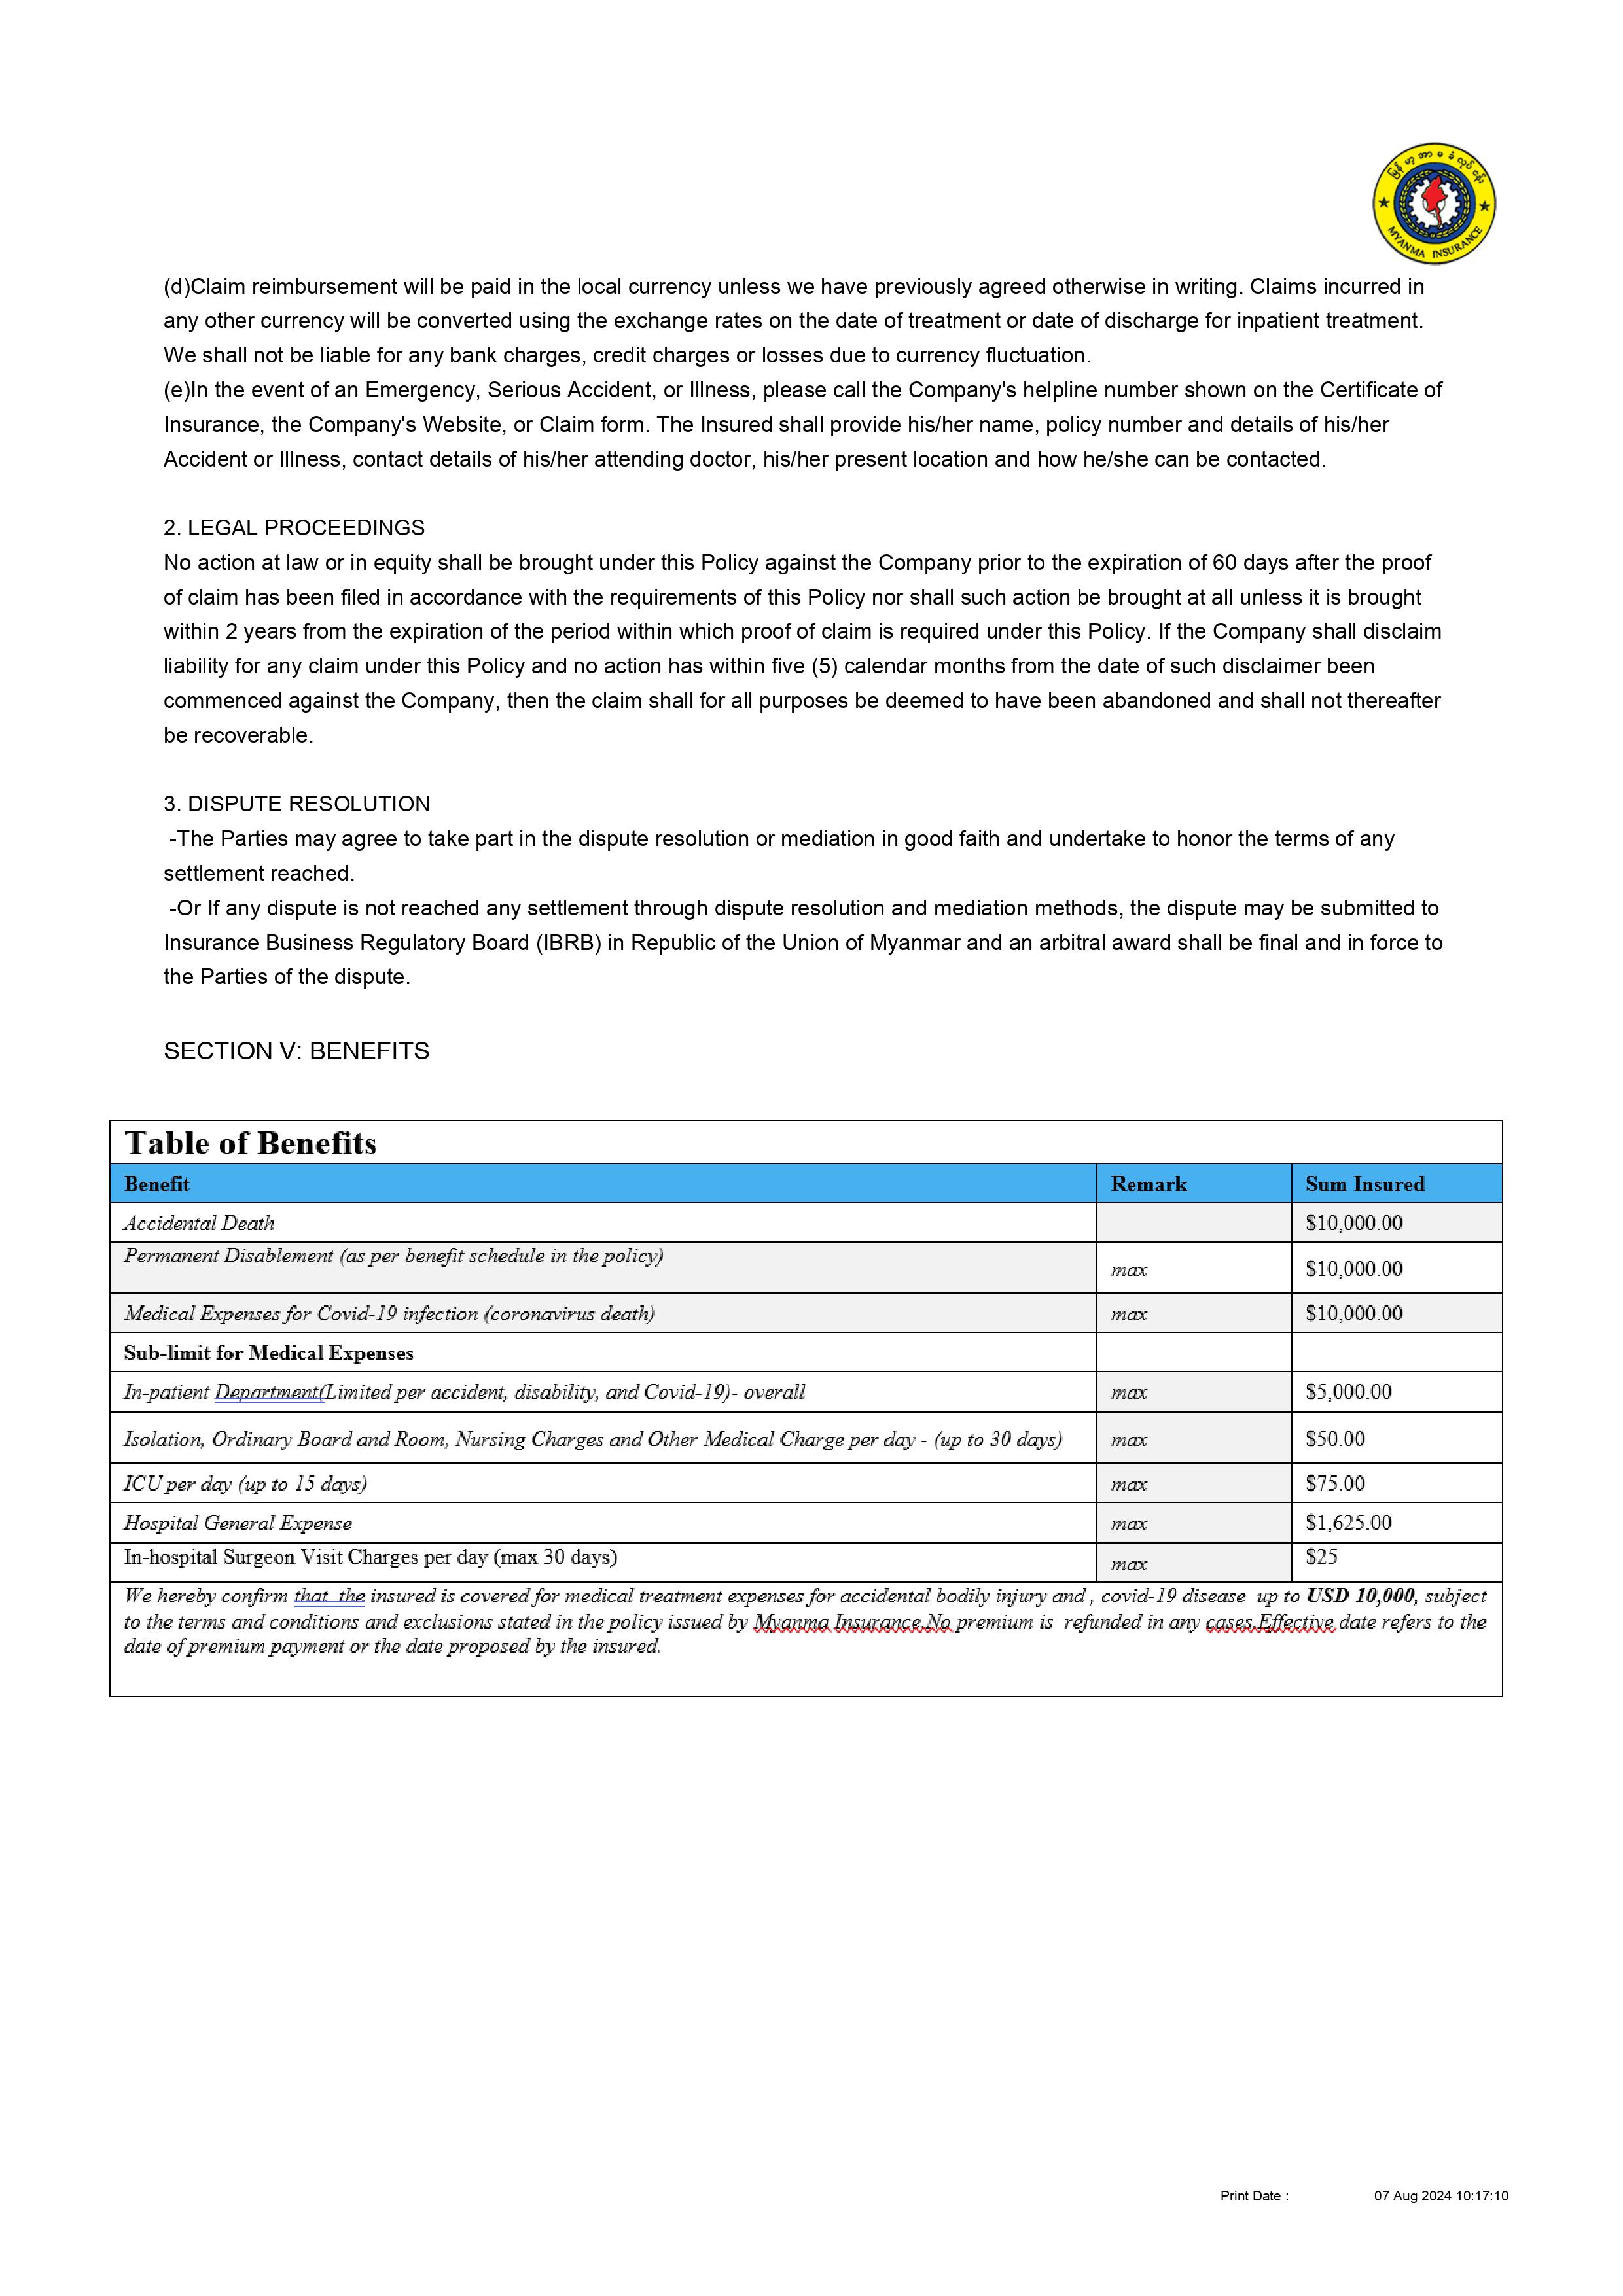 မြန်မာ့အာမခံလုပ်ငန်း
MYANMA INSURANCE
(d)Claim reimbursement will be paid in the local currency unless we have previously agreed otherwise in writing. Claims incurred in
any other currency will be converted using the exchange rates on the date of treatment or date of discharge for inpatient treatment.
We shall not be liable for any bank charges, credit charges or losses due to currency fluctuation.
(e)In the event of an Emergency, Serious Accident, or Illness, please call the Company's helpline number shown on the Certificate of
Insurance, the Company's Website, or Claim form. The Insured shall provide his/her name, policy number and details of his/her
Accident or Illness, contact details of his/her attending doctor, his/her present location and how he/she can be contacted.
2. LEGAL PROCEEDINGS
No action at law or in equity shall be brought under this Policy against the Company prior to the expiration of 60 days after the proof
of claim has been filed in accordance with the requirements of this Policy nor shall such action be brought at all unless it is brought
within 2 years from the expiration of the period within which proof of claim is required under this Policy. If the Company shall disclaim
liability for any claim under this Policy and no action has within five (5) calendar months from the date of such disclaimer been
commenced against the Company, then the claim shall for all purposes be deemed to have been abandoned and shall not thereafter
be recoverable.
3. DISPUTE RESOLUTION
-The Parties may agree to take part in the dispute resolution or mediation in good faith and undertake to honor the terms of any
settlement reached.
-Or If any dispute is not reached any settlement through dispute resolution and mediation methods, the dispute may be submitted to
Insurance Business Regulatory Board (IBRB) in Republic of the Union of Myanmar and an arbitral award shall be final and in force to
the Parties of the dispute.
SECTION V: BENEFITS
Table of Benefits
Benefit Remark Sum Insured
Accidental Death $10,000.00
Permanent Disablement (as per benefit schedule in the policy) max $10,000.00
Medical Expenses for Covid-19 infection (coronavirus death) max $10,000.00
Sub-limit for Medical Expenses
In-patient Department(Limited per accident, disability, and Covid-19)- overall max $5,000.00
Isolation, Ordinary Board and Room, Nursing Charges and Other Medical Charge per day - (up to 30 days) max $50.00
ICU per day (up to 15 days) max $75.00
Hospital General Expense max $1,625.00
In-hospital Surgeon Visit Charges per day (max 30 days) max $25
We hereby confirm that the insured is covered for medical treatment expenses for accidental bodily injury and , covid-19 disease up to USD 10,000, subject
to the terms and conditions and exclusions stated in the policy issued by Myanma Insurance.No premium is refunded in any cases.Effective date refers to the
date of premium payment or the date proposed by the insured.
Print Date : 07 Aug 2024 10:17:10